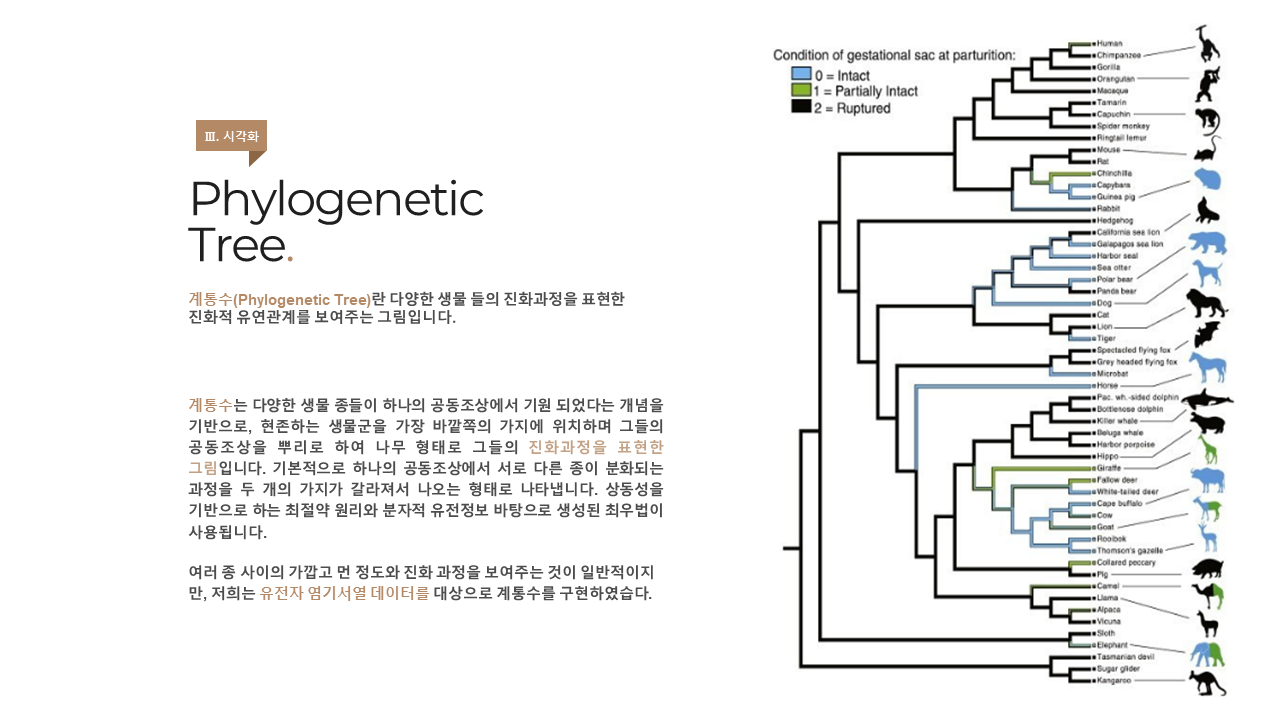 Ⅲ. 시각화
Phylogenetic
Tree.
계통수(Phylogenetic Tree)란 다양한 생물 들의 진화과정을 표현한
진화적 유연관계를 보여주는 그림입니다.
계통수는 다양한 생물 종들이 하나의 공동조상에서 기원 되었다는 개념을
기반으로, 현존하는 생물군을 가장 바깥쪽의 가지에 위치하며 그들의
공동조상을 뿌리로 하여 나무 형태로 그들의 진화과정을 표현한
그림입니다. 기본적으로 하나의 공동조상에서 서로 다른 종이 분화되는
과정을 두 개의 가지가 갈라져서 나오는 형태로 나타냅니다. 상동성을
기반으로 하는 최절약 원리와 분자적 유전정보 바탕으로 생성된 최우법이
사용됩니다.
여러 종 사이의 가깝고 먼 정도와 진화 과정을 보여주는 것이 일반적이지
만, 저희는 유전자 염기서열 데이터를 대상으로 계통수를 구현하였습다.
Condition of gestational sac at parturition:
0 = Intact
1 = Partially Intact
2 = Ruptured
Human
Chimpanzee
Gorilla
Orangutan
Macaque
Tamarin
Capuchin
Spider monkey
Ringtail lemur
Mouse
Rat
Chinchilla
Capybara
Guinea pig
Rabbit
Hedgehog
California sea lion
Galapagos sea lion
Harbor seal
Sea otter
Polar bear
Panda bear
Dog
Cat
Lion
Tiger
Spectacled flying fox
Grey headed flying fox
Microbat
Horse
Pac. wh.-sided dolphin
Bottlenose dolphin
Killer whale
Beluga whale
Harbor porpoise
Hippo
Giraffe
Fallow deer
White-tailed deer
Cape buffalo
Cow
Goat
Rooibok
Thomson's gazelle
Collared peccary
Pig
Camel
Llama
Alpaca
Vicuna
Sloth
Elephant
Tasmanian devil
Sugar glider
Kangaroo